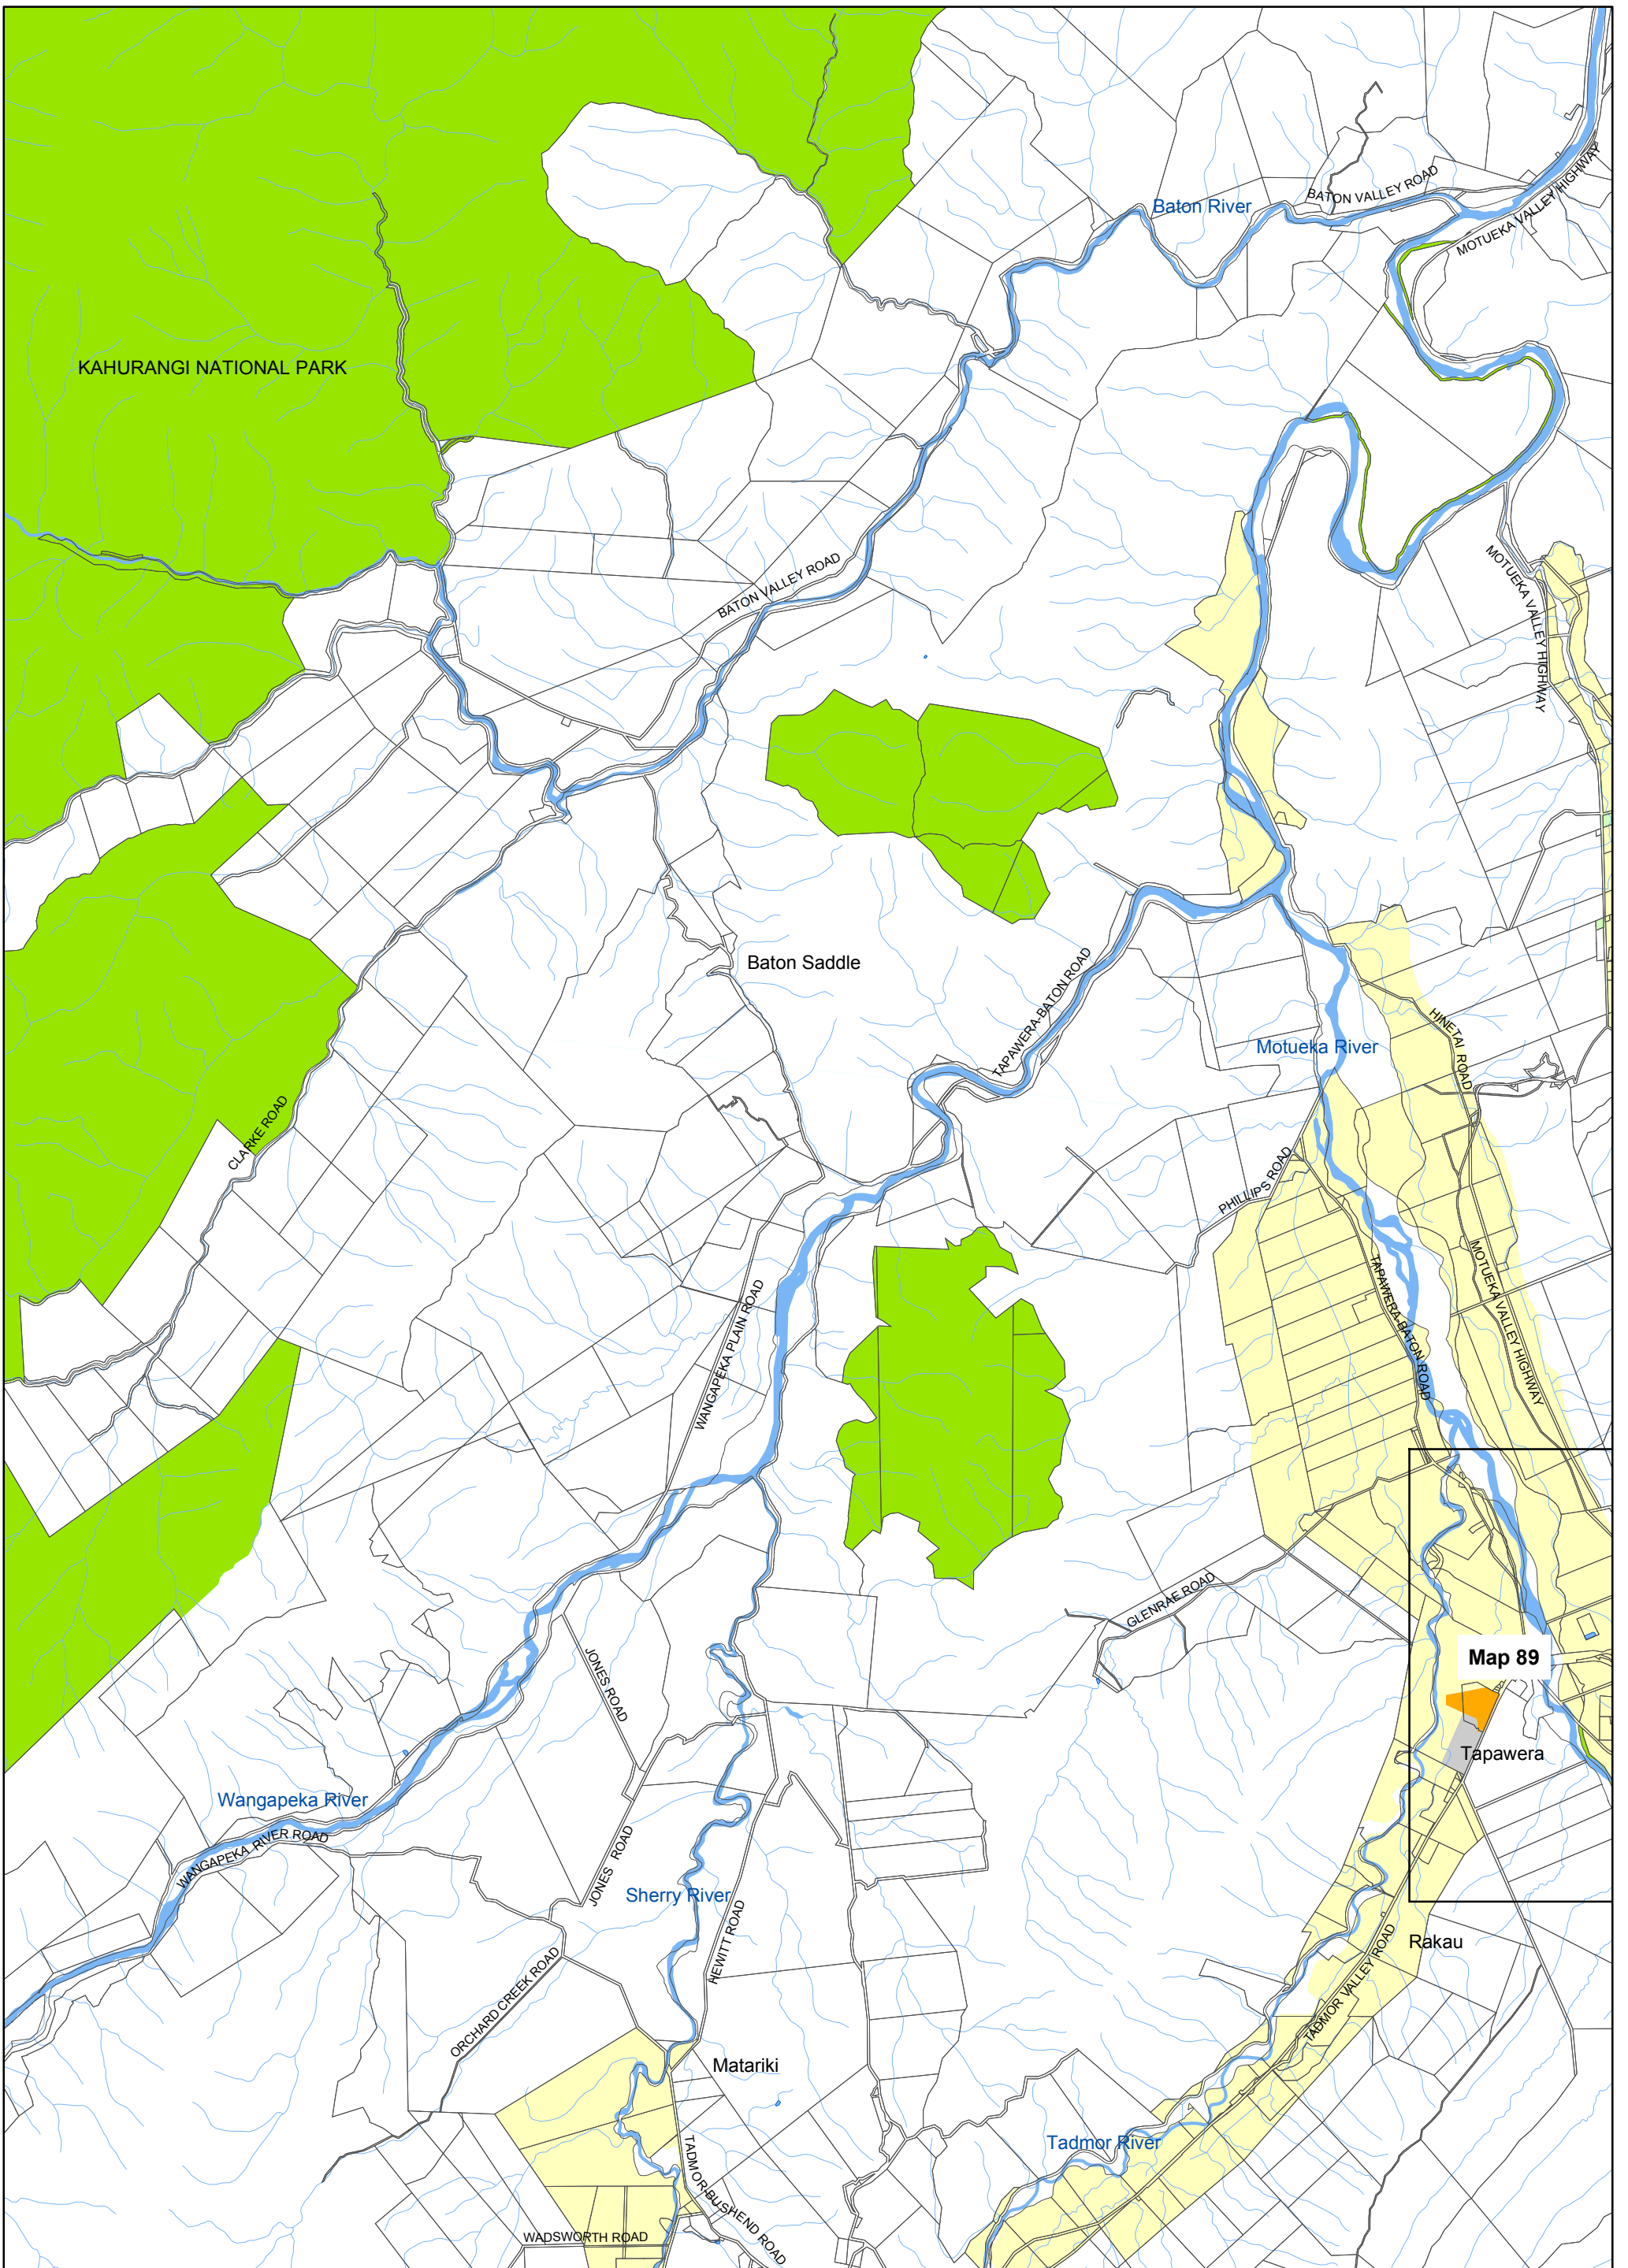 BATON VALLEY ROAD
Baton River
MOTUEKA VALLEY HIGHWAY
KAHURANGI NATIONAL PARK
BATON VALLEY ROAD
MOTUEKA VALLEY HIGHWAY
Baton Saddle
TAPAWERA-BATON ROAD
HINETAI ROAD
Motueka River
CLARKE ROAD
PHILLIPS ROAD
TAPAWERA-BATON ROAD
MOTUEKA VALLEY HIGHWAY
WANGAPEKA PLAIN ROAD
GLENRAE ROAD
Map 89
JONES ROAD
Tapawera
Wangapeka River
WANGAPEKA RIVER ROAD
JONES ROAD
Sherry River
HEWITT ROAD
Rakau
ORCHARD CREEK ROAD
TADMOR VALLEY ROAD
Matariki
Tadmor River
TADMOR-BUSHEND ROAD
WADSWORTH ROAD